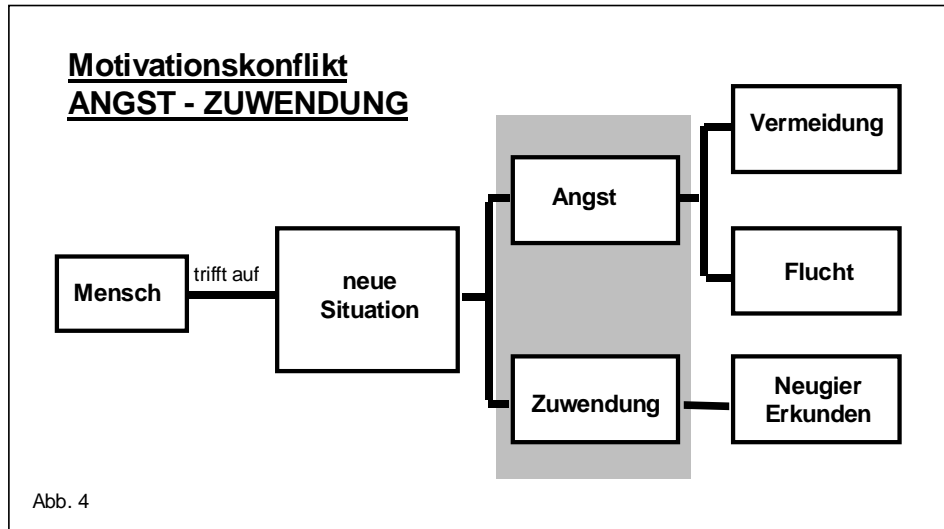 Motivationskonflikt
ANGST - ZUWENDUNG
Mensch
trifft auf
neue
Situation
Angst
Zuwendung
Vermeidung
Flucht
Neugier
Erkunden
Abb. 4